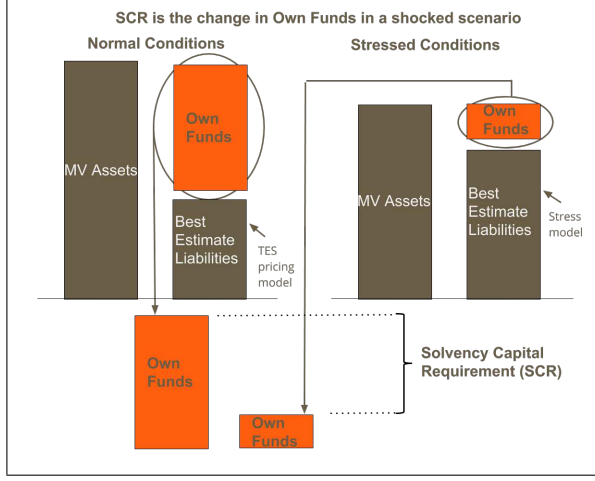 SCR is the change in Own Funds in a shocked scenario
Normal Conditions
Stressed Conditions
Own
Funds
MV Assets
Best
Estimate
Liabilities
TES
pricing
model
Own
Funds
MV Assets
Best
Estimate
Liabilities
Stress
model
Own
Funds
Own
Funds
Solvency Capital
Requirement (SCR)